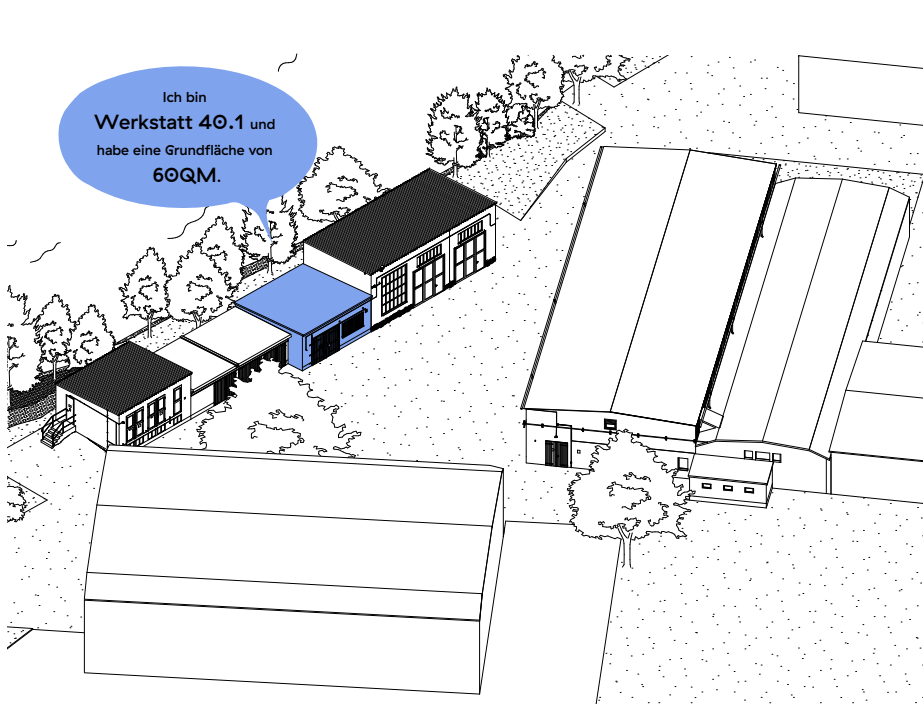 Ich bin
Werkstatt 40.1 und
habe eine Grundfläche von
60QM.